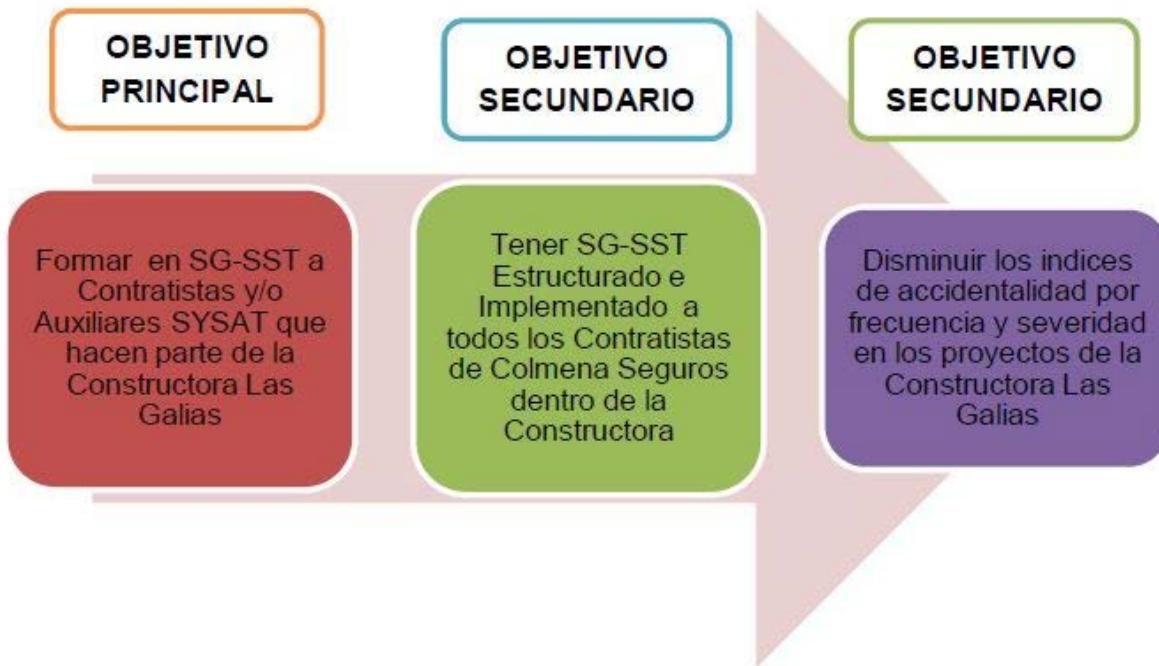 OBJETIVO
PRINCIPAL
Formar en SG-SST a
Contratistas y/o
Auxiliares SYSAT que
hacen parte de la
Constructora Las
Galias
OBJETIVO
SECUNDARIO
Tener SG-SST
Estructurado e
Implementado a
todos los Contratistas
de Colmena Seguros
dentro de la
Constructora
OBJETIVO
SECUNDARIO
Disminuir los indices
de accidentalidad por
frecuencia y severidad
en los proyectos de la
Constructora Las
Galias